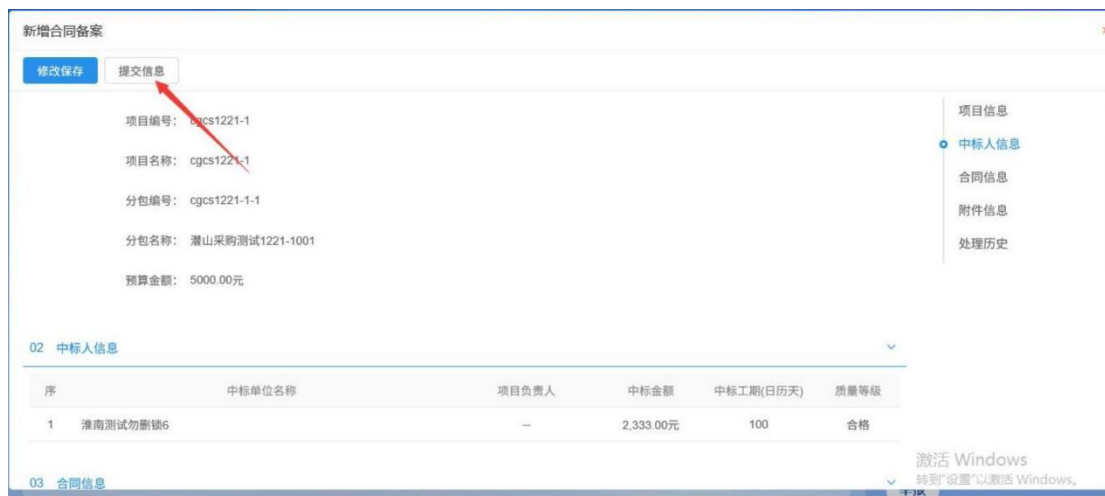 新增合同备案
修改保存 提交信息
项目编号： cgcs1221-1
项目名称： cgcs1221-1
分包编号： cgcs1221-1-1
分包名称： 潜山采购测试1221-1001
预算金额： 5000.00元
项目信息
中标人信息
合同信息
附件信息
处理历史
02 中标人信息
序 中标单位名称 项目负责人 中标金额 中标工期(日历天) 质量等级
1 淮南测试勿删锁6 -- 2,333.00元 100 合格
03 合同信息
激活 Windows
转到"设置"以激活 Windows。